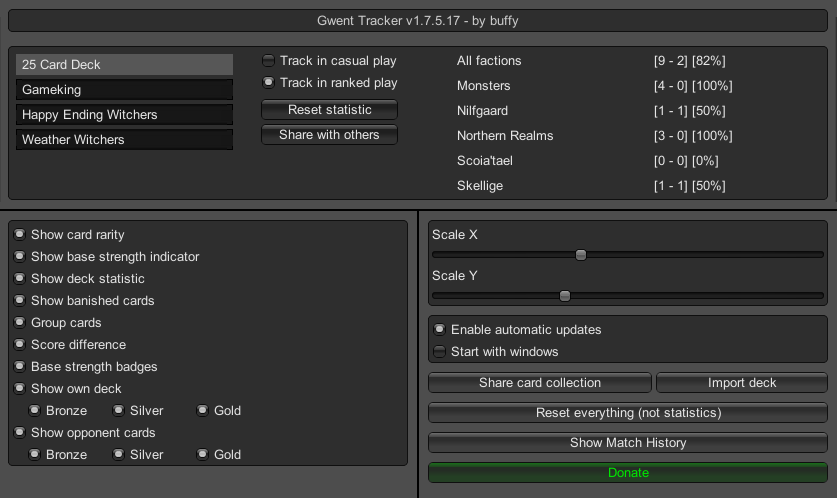 Gwent Tracker v1.7.5.17 - by buffy
25 Card Deck
Gameking
Happy Ending Witchers
Weather Witchers
Track in casual play
Track in ranked play
Reset statistic
Share with others
All factions [9 - 2] [82%]
Monsters [4 - 0] [100%]
Nilfgaard [1 - 1] [50%]
Northern Realms [3 - 0] [100%]
Scoia'tael [0 - 0] [0%]
Skellige [1 - 1] [50%]
Show card rarity
Show base strength indicator
Show deck statistic
Show banished cards
Group cards
Score difference
Base strength badges
Show own deck
Bronze Silver Gold
Show opponent cards
Bronze Silver Gold
Scale X
Scale Y
Enable automatic updates
Start with windows
Share card collection Import deck
Reset everything (not statistics)
Show Match History
Donate